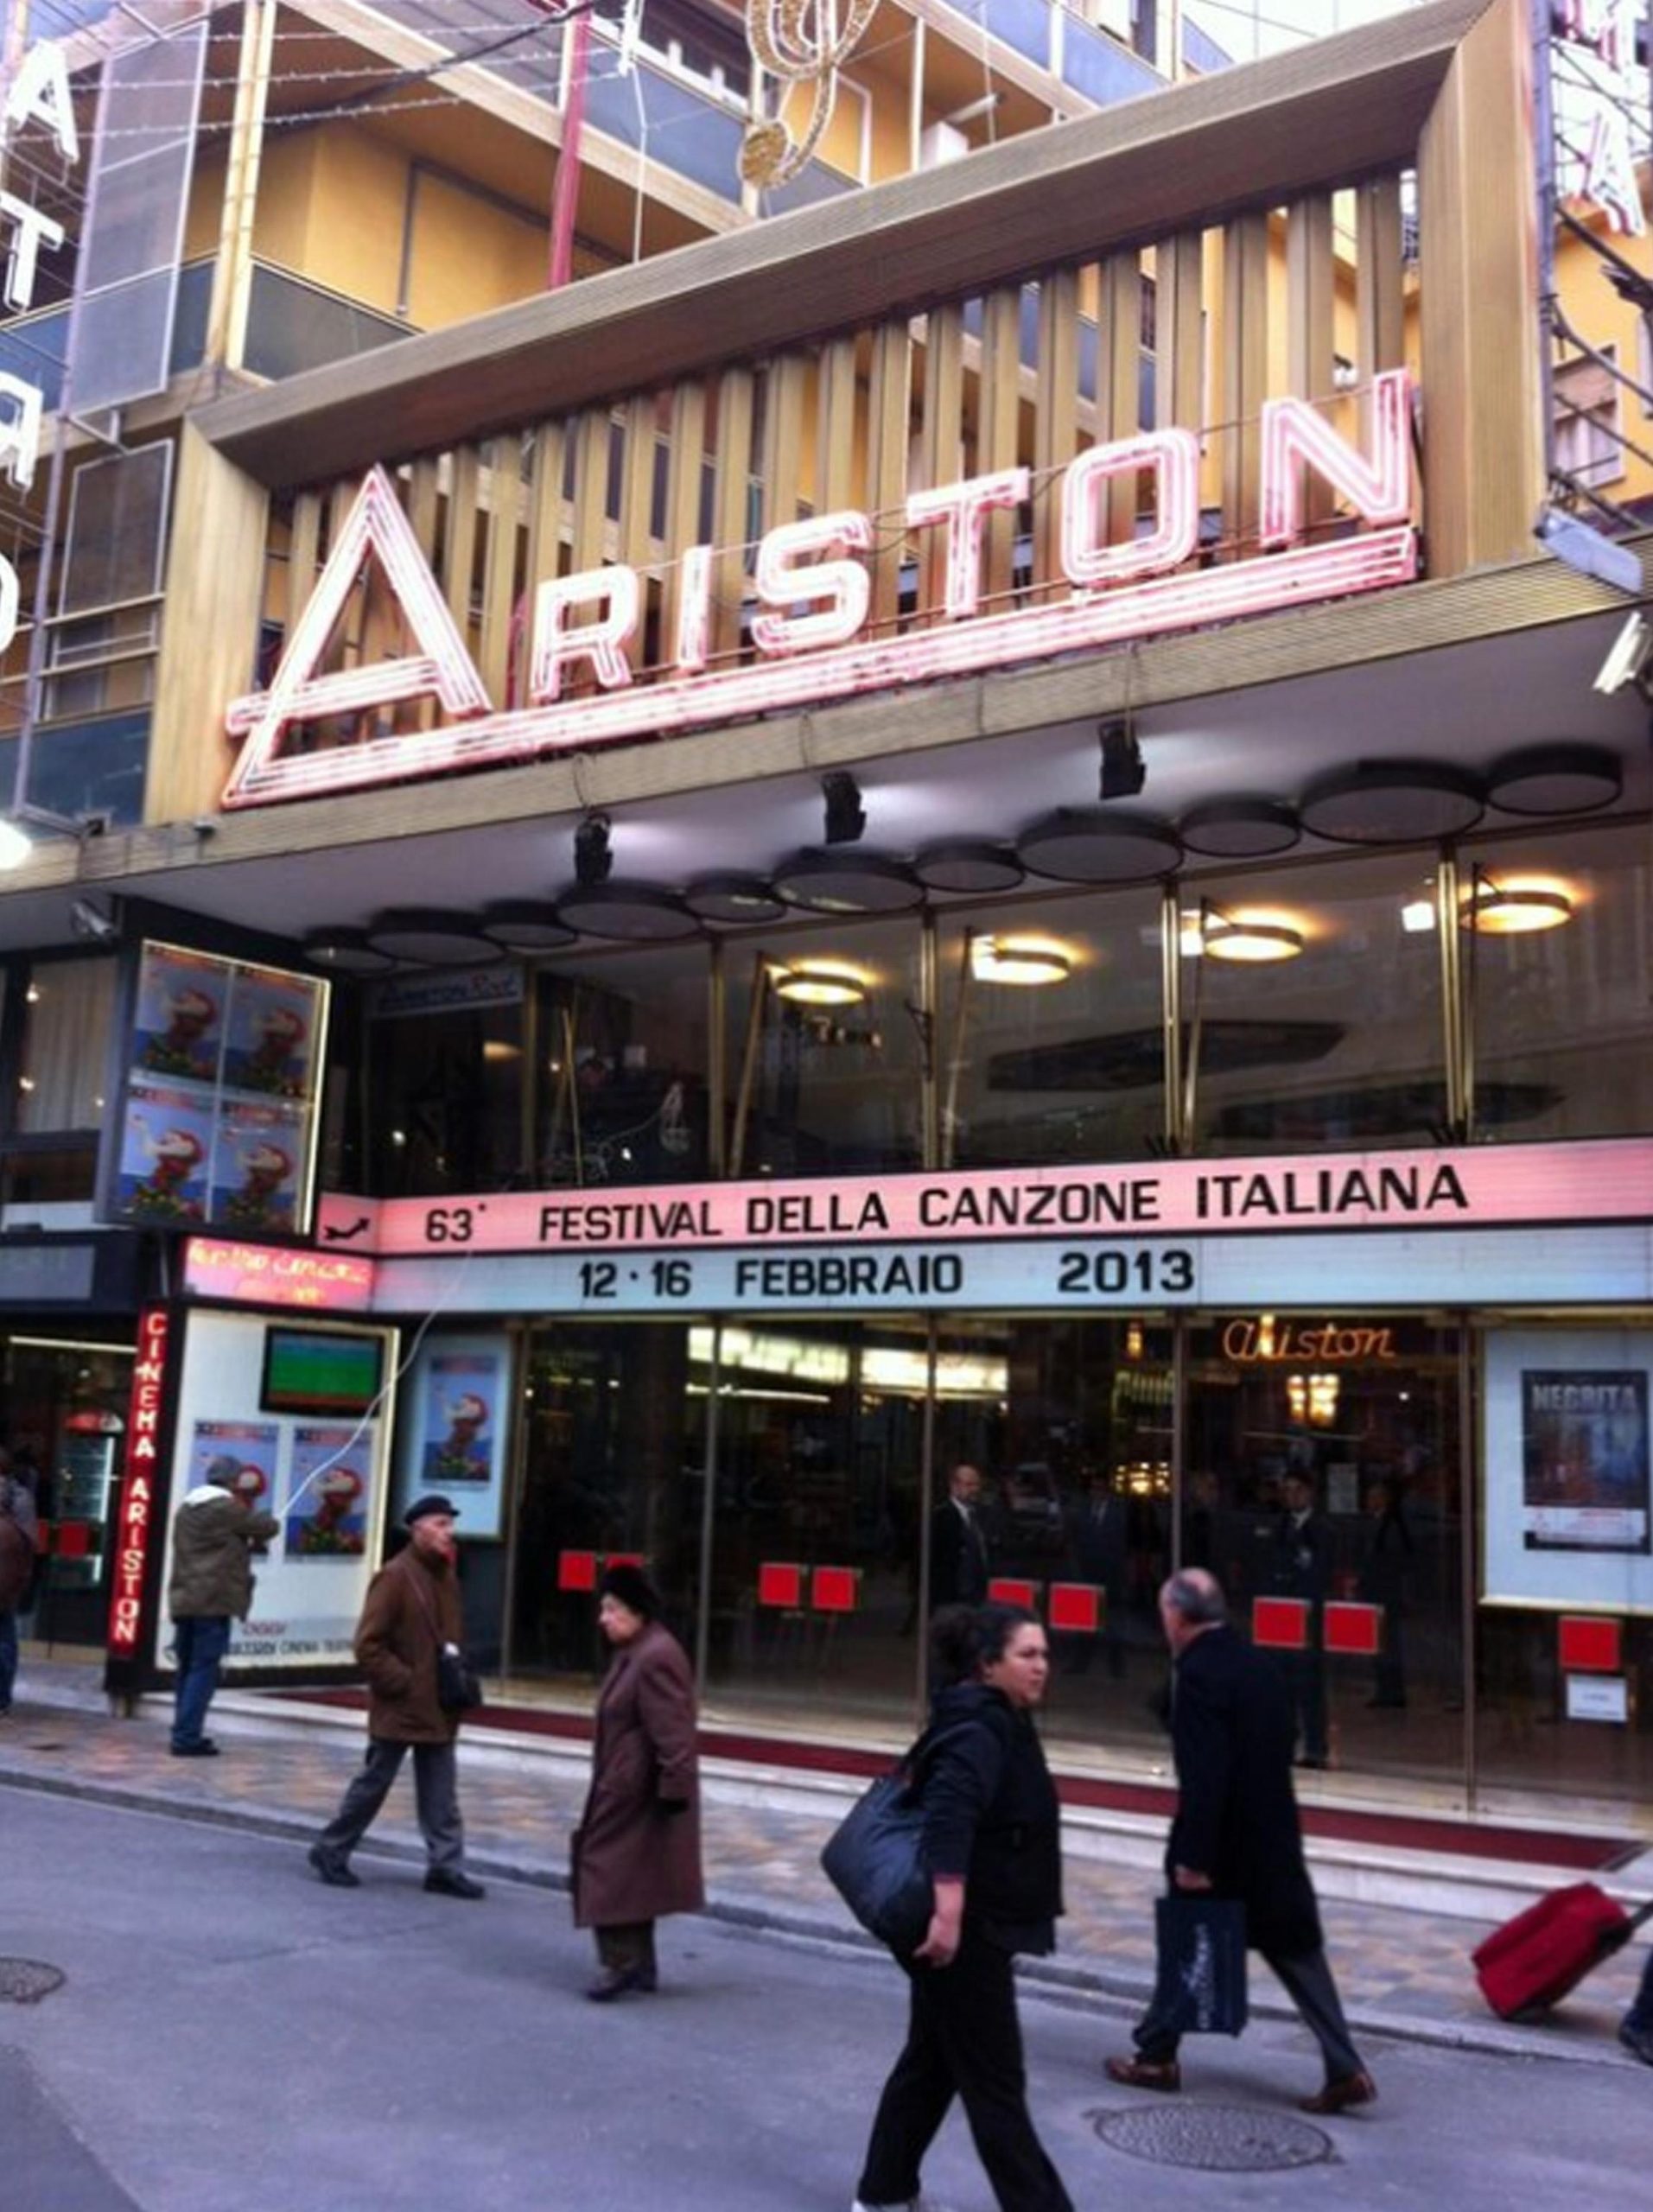 ARISTON
63° FESTIVAL DELLA CANZONE ITALIANA
12·16 FEBBRAIO 2013
Ariston
NEGRITA
CINEMA ARISTON